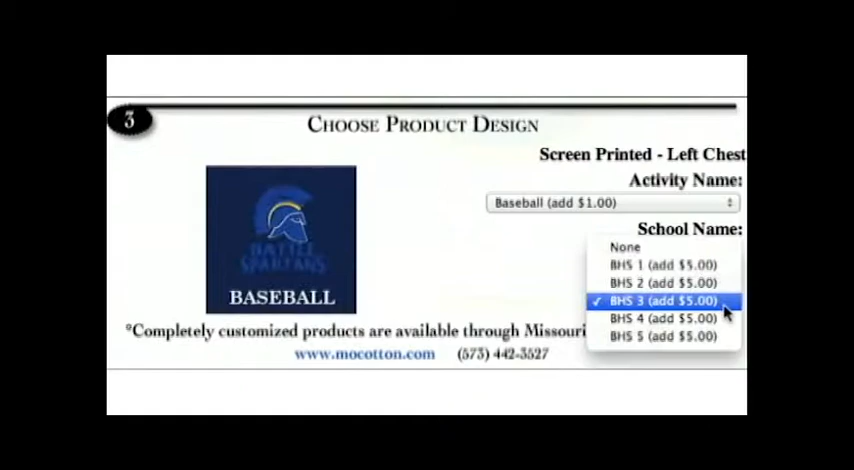 3
CHOOSE PRODUCT DESIGN
Screen Printed - Left Chest
Activity Name:
Baseball (add $1.00)
School Name:
None
BHS 1 (add $5.00)
BHS 2 (add $5.00)
✓ BHS 3 (add $5.00)
BHS 4 (add $5.00)
BHS 5 (add $5.00)
BATTLE
SPARTANS
BASEBALL
*Completely customized products are available through Missouri
www.mocotton.com (573) 442-3527